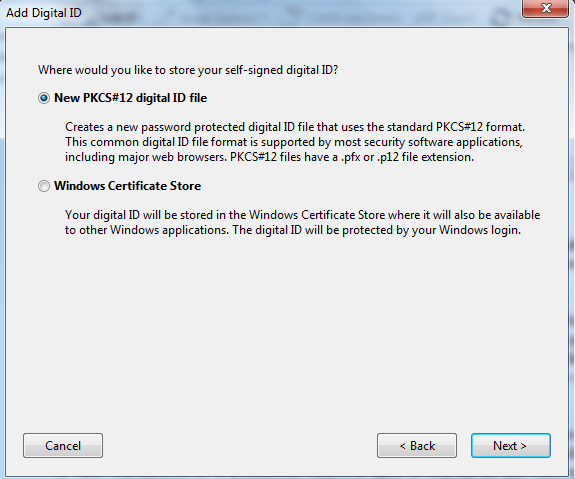 Add Digital ID
Where would you like to store your self-signed digital ID?
New PKCS#12 digital ID file
Creates a new password protected digital ID file that uses the standard PKCS#12 format.
This common digital ID file format is supported by most security software applications,
including major web browsers. PKCS#12 files have a .pfx or .p12 file extension.
Windows Certificate Store
Your digital ID will be stored in the Windows Certificate Store where it will also be available
to other Windows applications. The digital ID will be protected by your Windows login.
Cancel
< Back
Next >